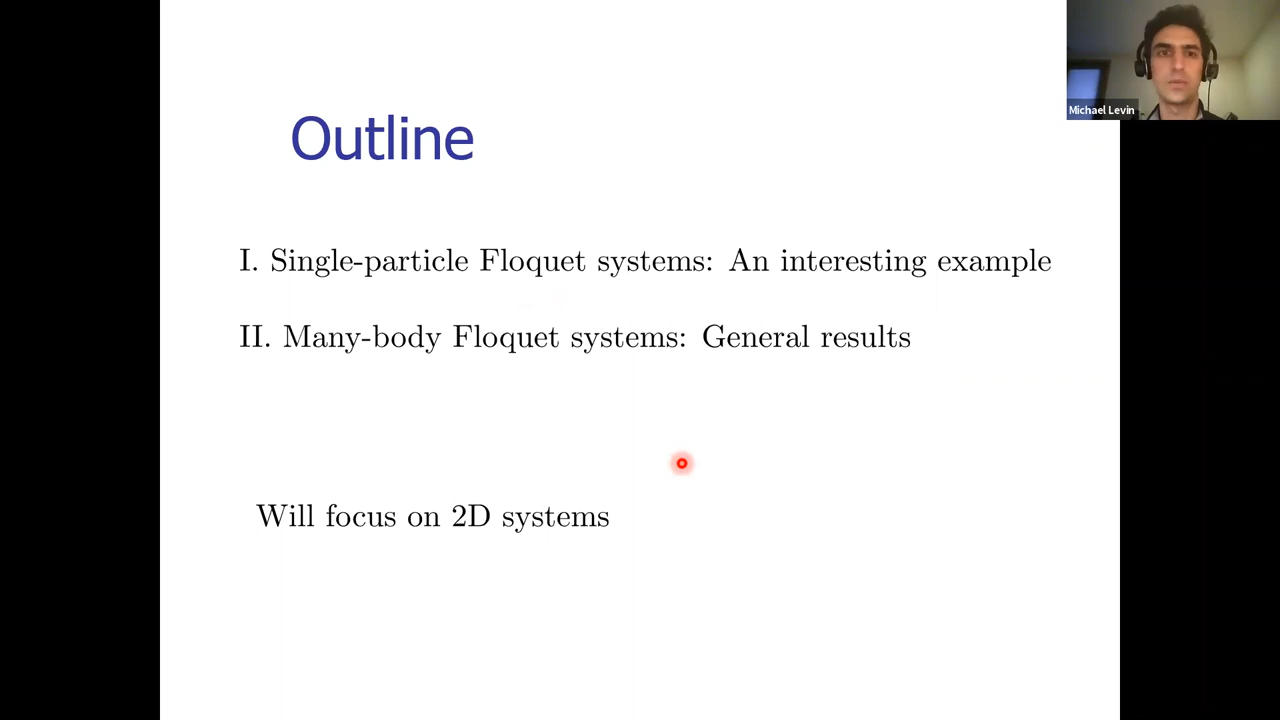 Michael Levin
Outline
I. Single-particle Floquet systems: An interesting example
II. Many-body Floquet systems: General results
Will focus on 2D systems